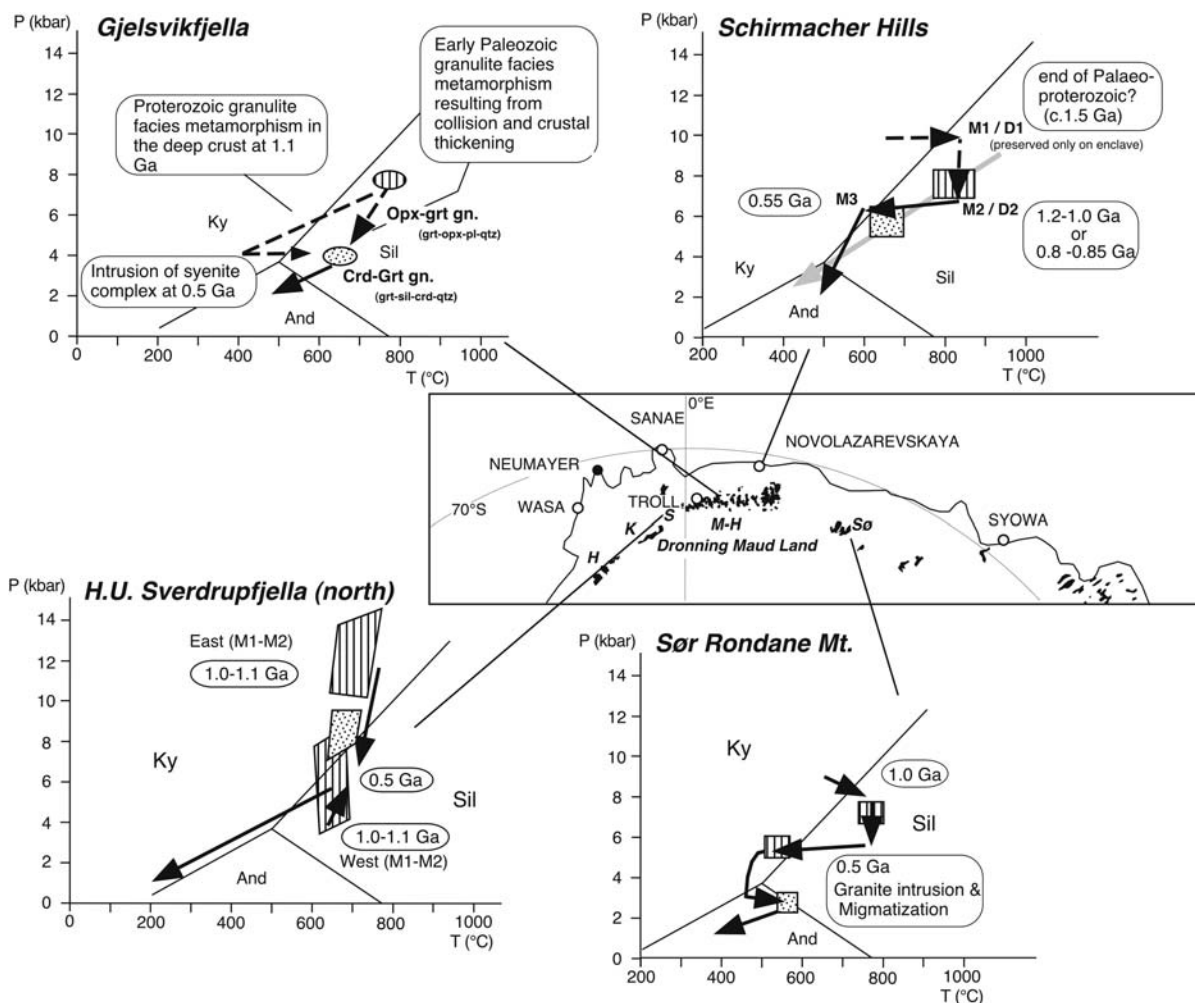 P (kbar)
Gjelsvikfjella
14
12
10
8
6
4
2
0
0
200
400
600
800
1000
T (°C)
Proterozoic granulite
facies metamorphism in
the deep crust at 1.1
Ga
Early Paleozoic
granulite facies
metamorphism
resulting from
collision and crustal
thickening
Ky
Opx-grt gn.
(grt-opx-pl-qtz)
Sil
Crd-Grt gn.
(grt-sil-crd-qtz)
Intrusion of syenite
complex at 0.5 Ga
And
P (kbar)
Schirmacher Hills
14
12
10
8
6
4
2
0
200
400
600
800
1000
T (°C)
end of Palaeo-
proterozoic?
(c.1.5 Ga)
M1 / D1
(preserved only on enclave)
0.55 Ga
M3
M2 / D2
1.2-1.0 Ga
or
0.8 -0.85 Ga
Ky
Sil
And
0°E
SANAE
NOVOLAZAREVSKAYA
NEUMAYER
WASA
TROLL
70°S
S
K
H
M-H
Sø
SYOWA
Dronning Maud Land
P (kbar)
H.U. Sverdrupfjella (north)
14
12
10
8
6
4
2
0
0
200
400
600
800
1000
T (°C)
East (M1-M2)
1.0-1.1 Ga
Ky
0.5 Ga
Sil
1.0-1.1 Ga
West (M1-M2)
And
P (kbar)
Sør Rondane Mt.
14
12
10
8
6
4
2
0
200
400
600
800
1000
T (°C)
Ky
1.0 Ga
Sil
0.5 Ga
Granite intrusion &
Migmatization
And